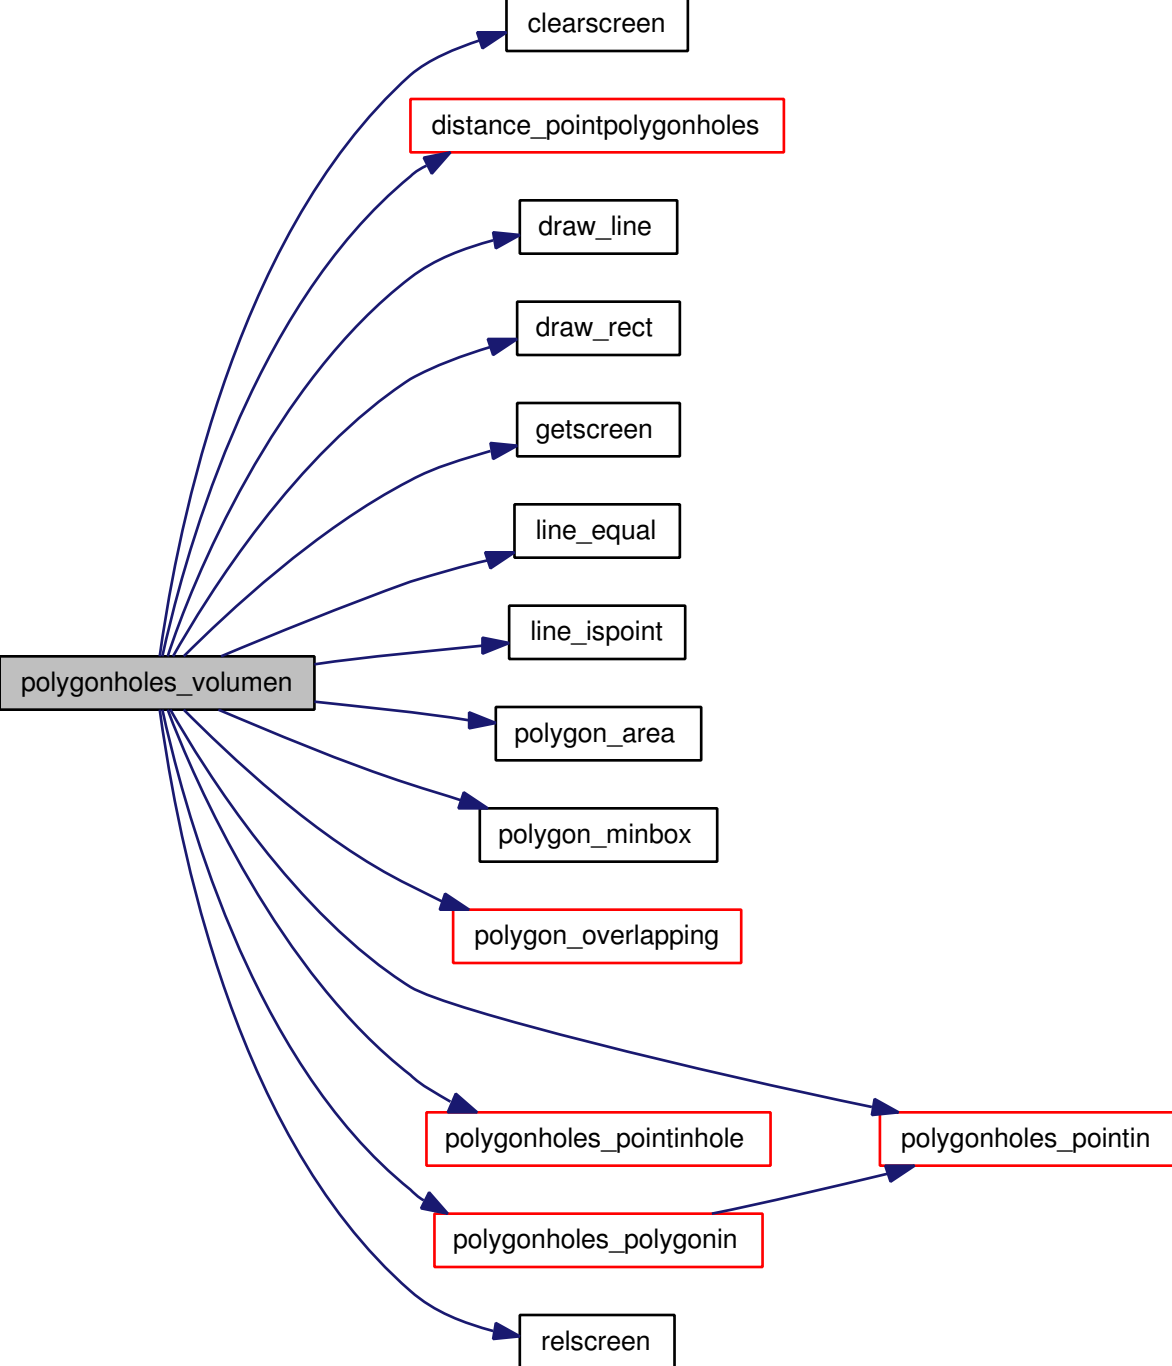 clearscreen
distance_pointpolygonholes
draw_line
draw_rect
getscreen
line_equal
line_ispoint
polygonholes_volumen
polygon_area
polygon_minbox
polygon_overlapping
polygonholes_pointinhole
polygonholes_pointin
polygonholes_polygonin
relscreen